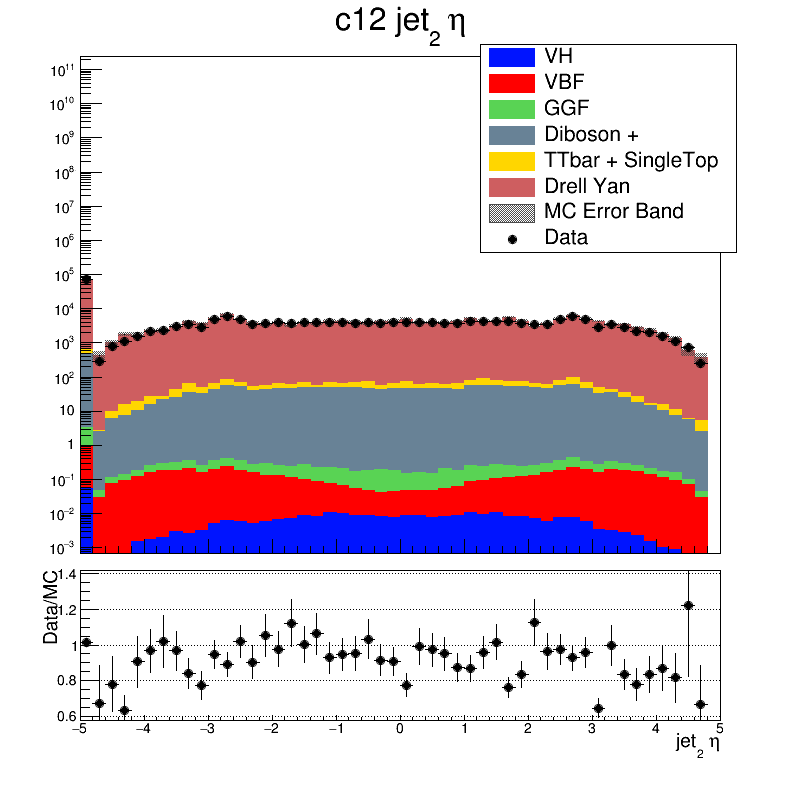 c12 jet₂ η
VH
VBF
GGF
Diboson +
TTbar + SingleTop
Drell Yan
MC Error Band
Data
10¹¹
10¹⁰
10⁹
10⁸
10⁷
10⁶
10⁵
10⁴
10³
10²
10
1
10⁻¹
10⁻²
10⁻³
Data/MC
1.4
1.2
1
0.8
0.6
−5 −4 −3 −2 −1 0 1 2 3 4 5
jet₂ η